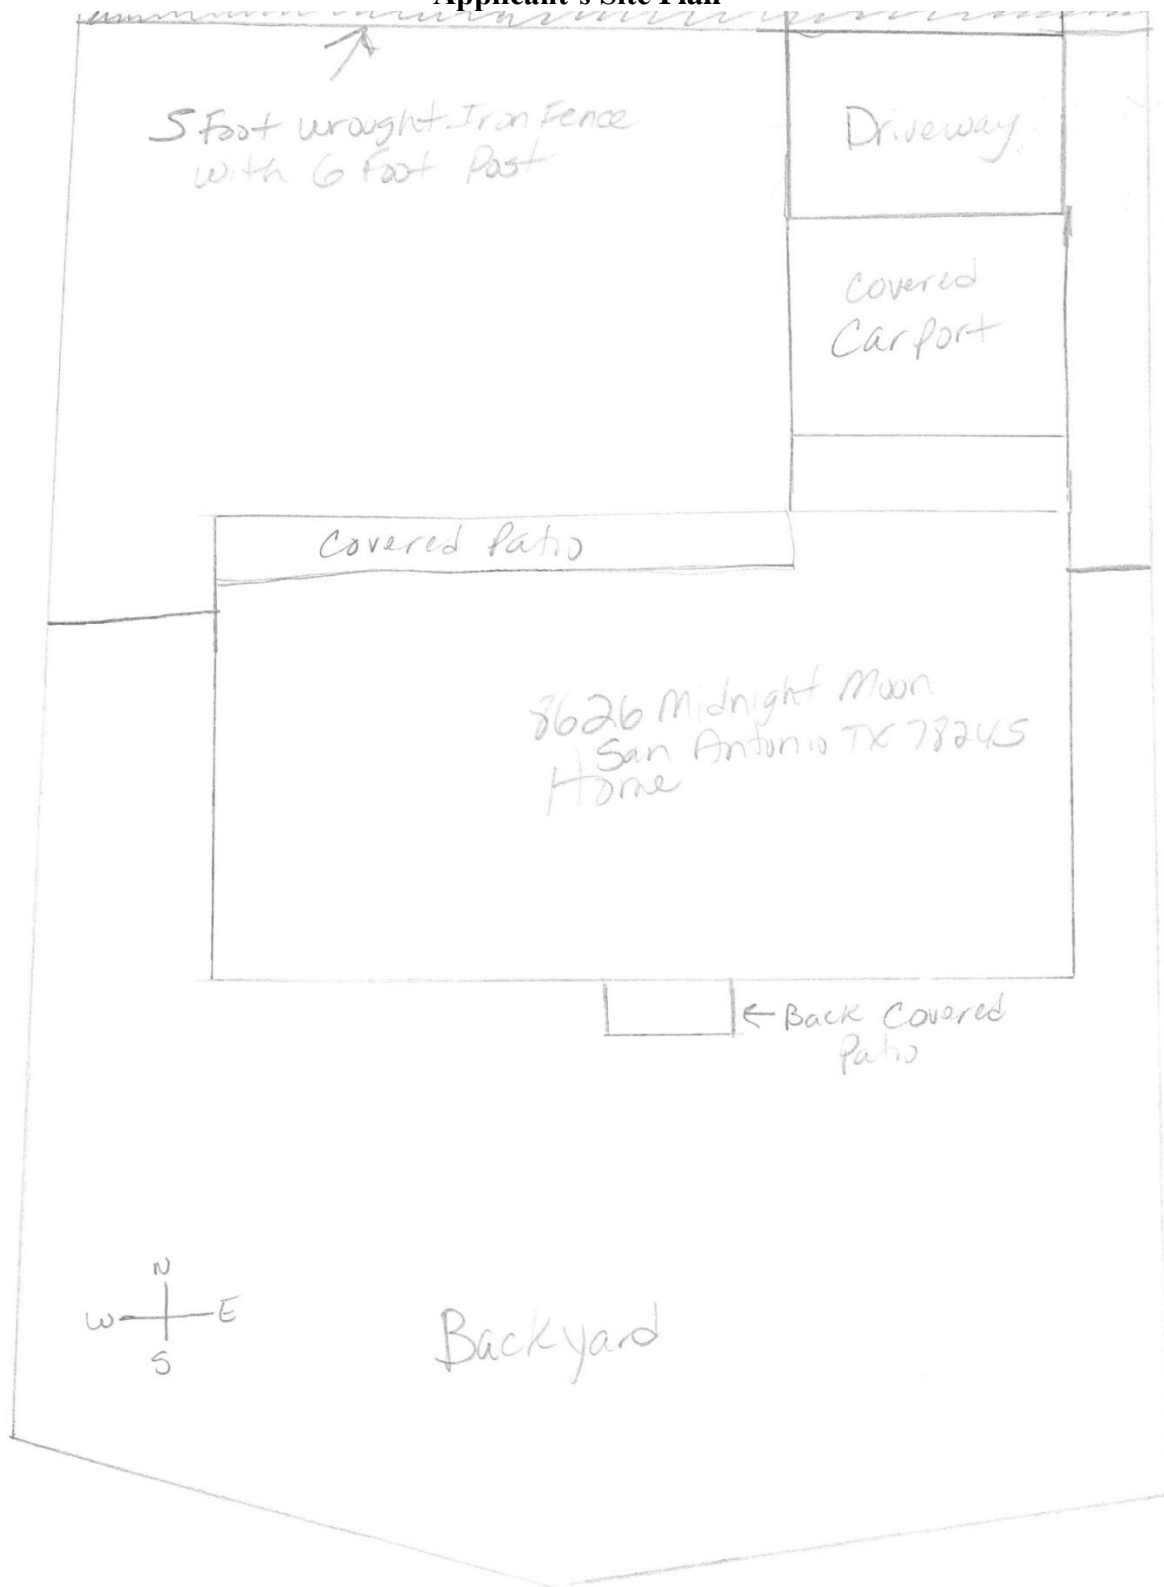 Applicant's Site Plan
5 Foot wrought Iron Fence
with 6 Foot Post
Driveway
Covered
Carport
Covered Patio
8626 Midnight Moon
San Antonio TX 78245
Home
← Back Covered
Patio
N
W E
S
Backyard